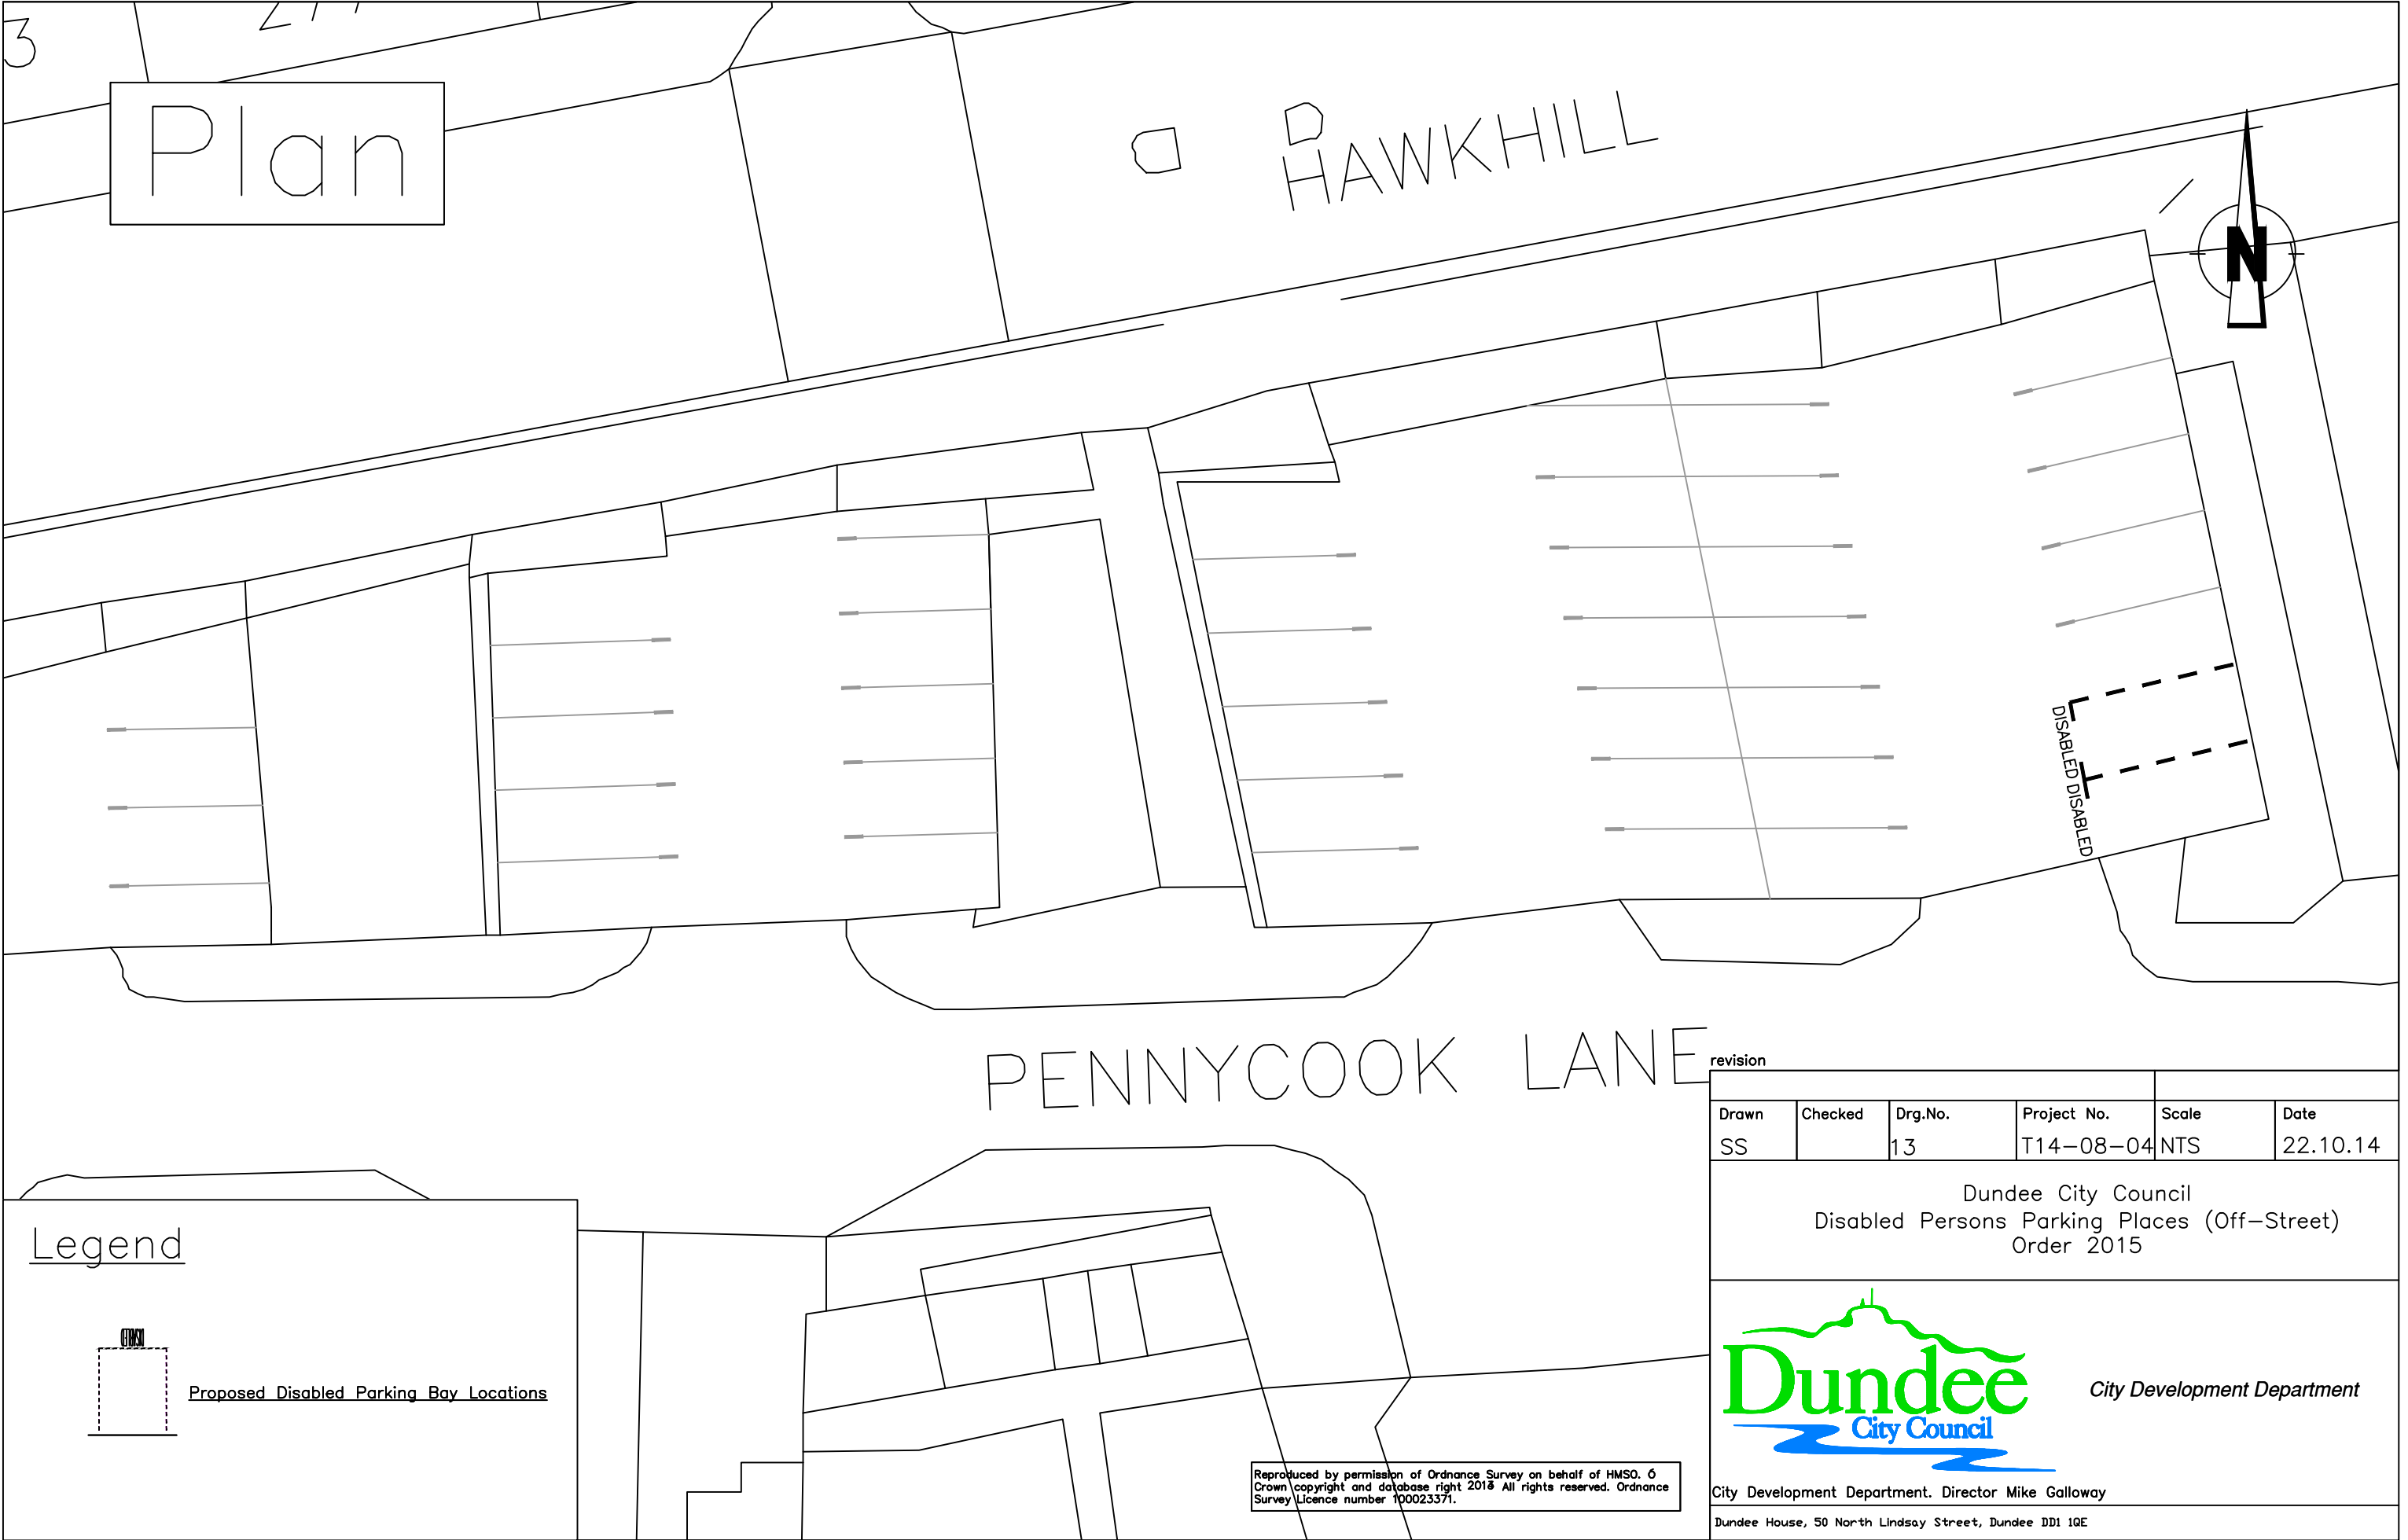 3
Plan
HAWKHILL
N
DISABLED
DISABLED
PENNYCOOK LANE
revision
Drawn Checked Drg.No. Project No. Scale Date
SS 13 T14-08-04 NTS 22.10.14
Dundee City Council
Disabled Persons Parking Places (Off-Street)
Order 2015
Legend
Proposed Disabled Parking Bay Locations
Dundee
City Council
City Development Department
Reproduced by permission of Ordnance Survey on behalf of HMSO. ©
Crown copyright and database right All rights reserved. Ordnance
Survey Licence number 100023371.
City Development Department. Director Mike Galloway
Dundee House, 50 North Lindsay Street, Dundee DD1 1QE